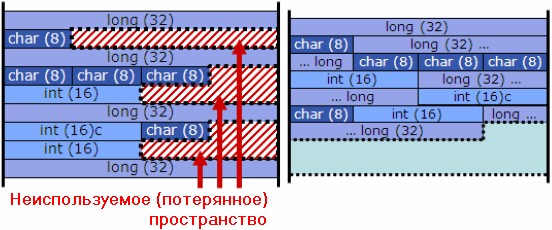 long (32)
char (8)
long (32)
char (8) char (8) char (8)
int (16)
long (32)
int (16)c char (8)
int (16)
long (32)
Неиспользуемое (потерянное)
пространство
long (32)
char (8) long (32) ...
... long char (8) char (8) char (8)
int (16) long (32) ...
... long int (16)c
char (8) int (16) long ...
... long (32)